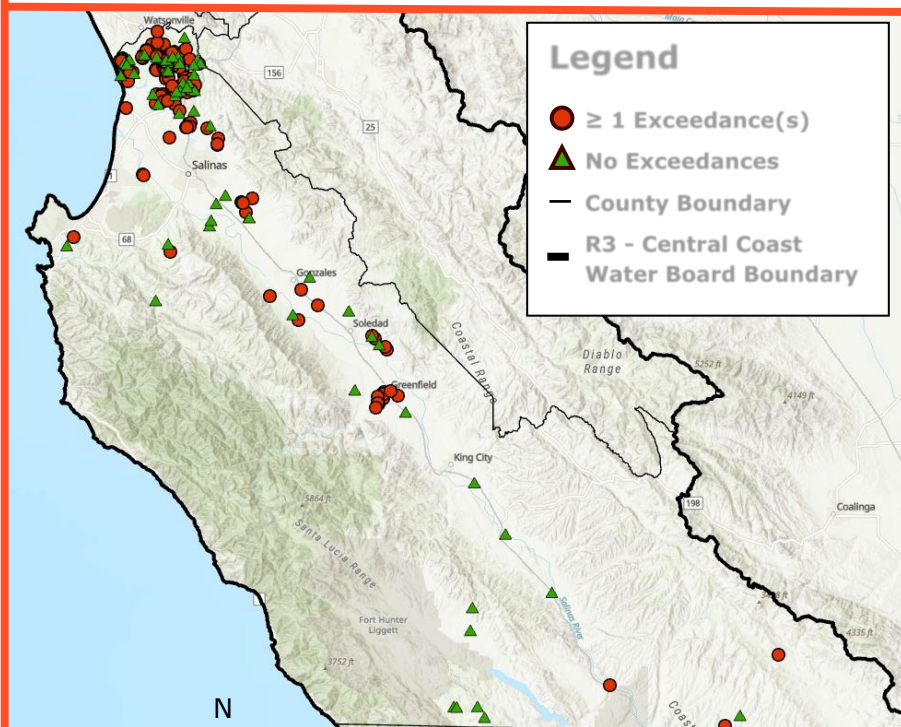 Watsonville
Legend
≥ 1 Exceedance(s)
No Exceedances
County Boundary
R3 - Central Coast
Water Board Boundary
156
25
Salinas
68
Gonzales
Soledad
Coastal Range
Diablo
Range
5252 ft
4149 ft
Greenfield
King City
198
Coalinga
5864 ft
Santa Lucia Range
Fort Hunter
Liggett
Salinas River
4335 ft
3752 ft
N